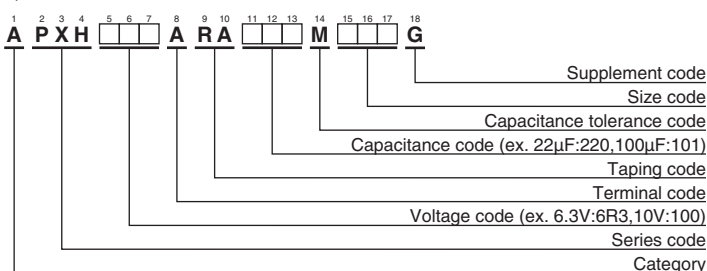 1 2 3 4 5 6 7 8 9 10 11 12 13 14 15 16 17 18
A P X H □□□ A R A □□□ M □□□ G
Supplement code
Size code
Capacitance tolerance code
Capacitance code (ex. 22μF:220,100μF:101)
Taping code
Terminal code
Voltage code (ex. 6.3V:6R3,10V:100)
Series code
Category